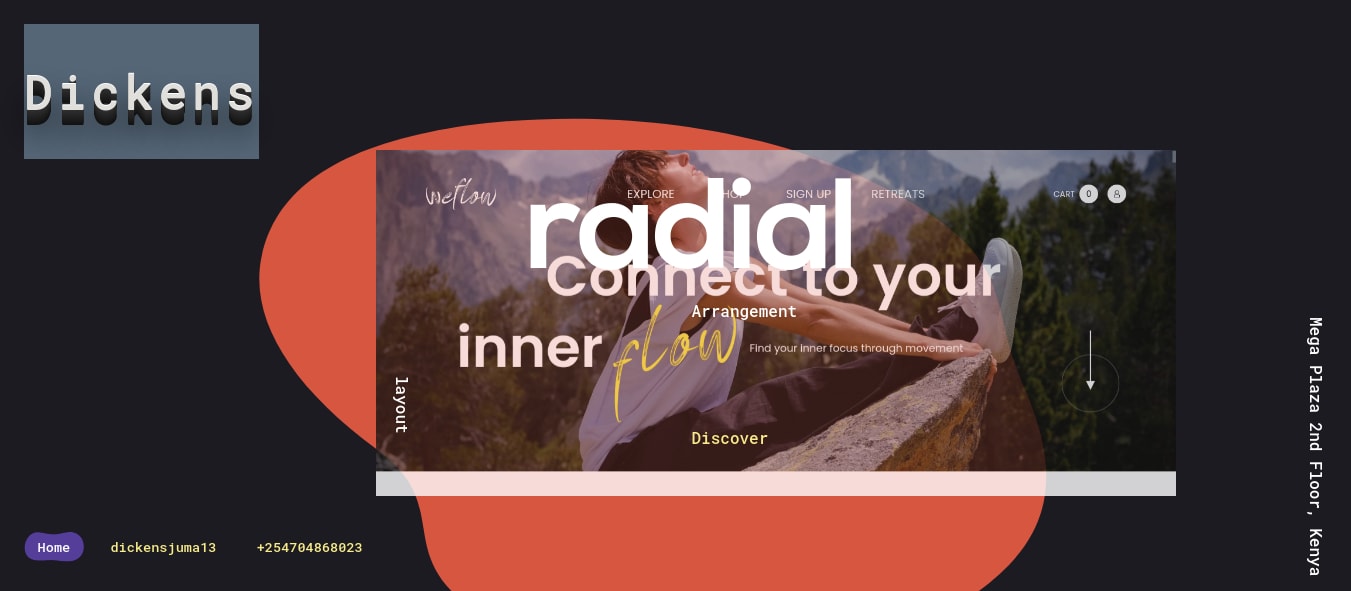 Dickens
weflow
EXPLORE
SIGN UP
RETREATS
CART 0
radial
Connect to your
Arrangement
inner flow
Find your inner focus through movement
layout
Discover
Home
dickensjuma13
+254704868023
Mega Plaza 2nd Floor, Kenya